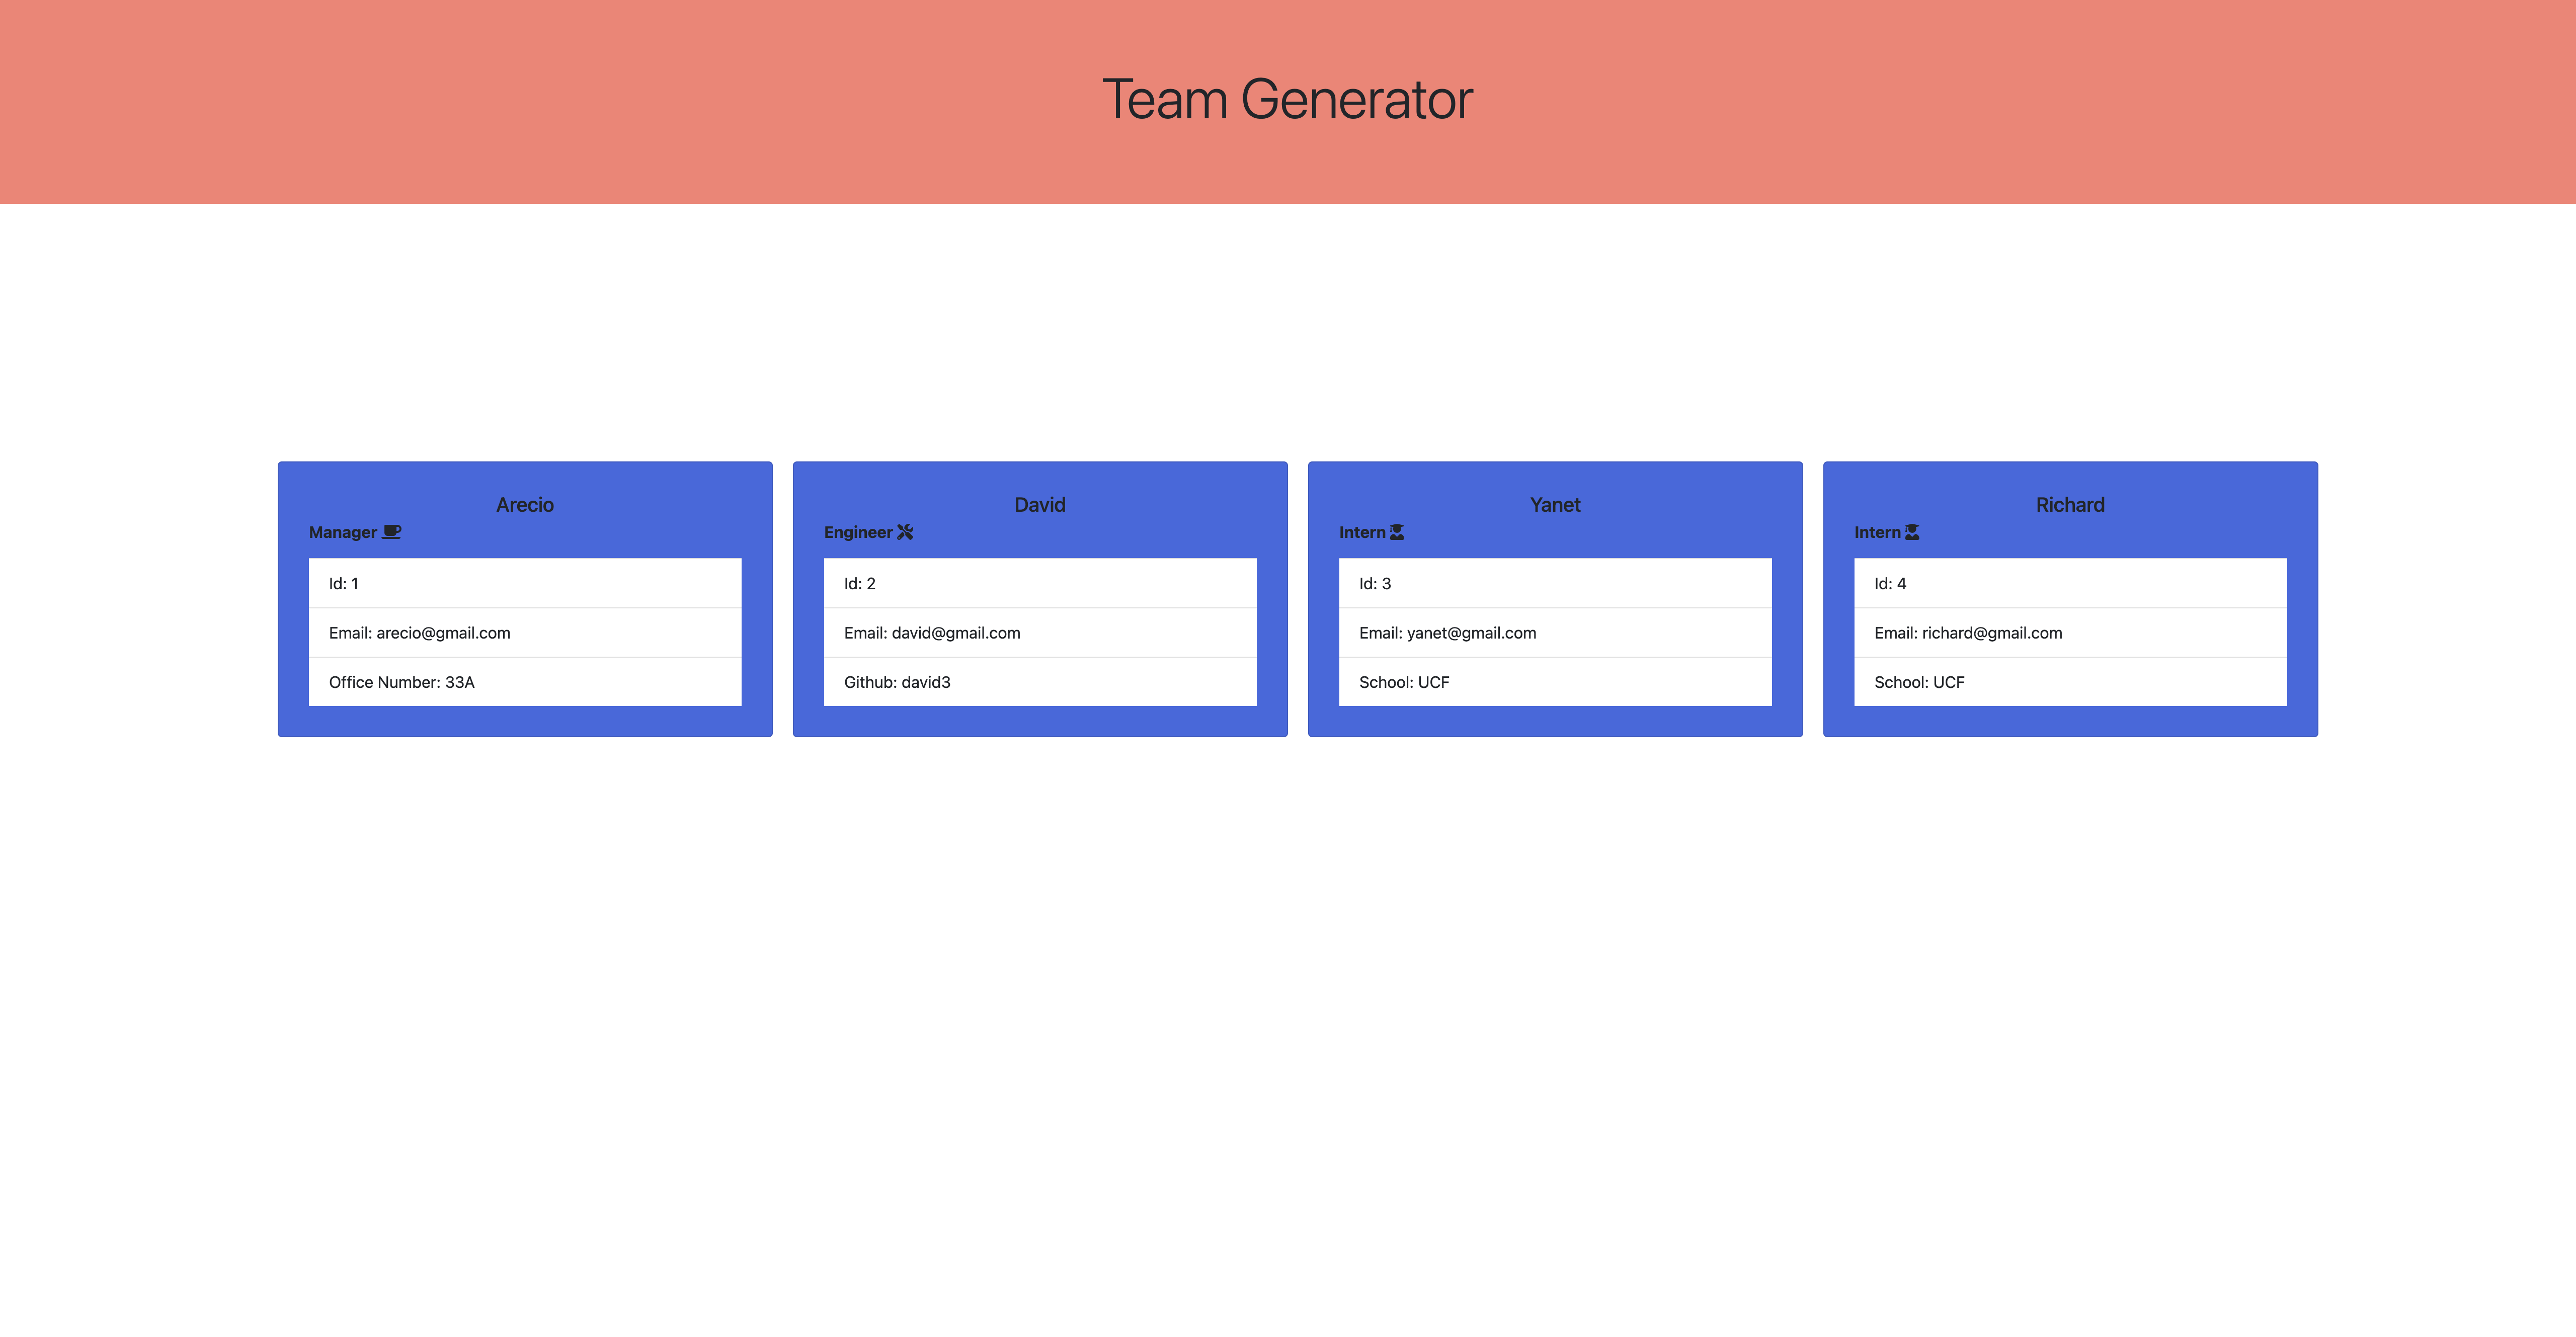 Team Generator
Arecio
Manager
Id: 1
Email: arecio@gmail.com
Office Number: 33A
David
Engineer
Id: 2
Email: david@gmail.com
Github: david3
Yanet
Intern
Id: 3
Email: yanet@gmail.com
School: UCF
Richard
Intern
Id: 4
Email: richard@gmail.com
School: UCF